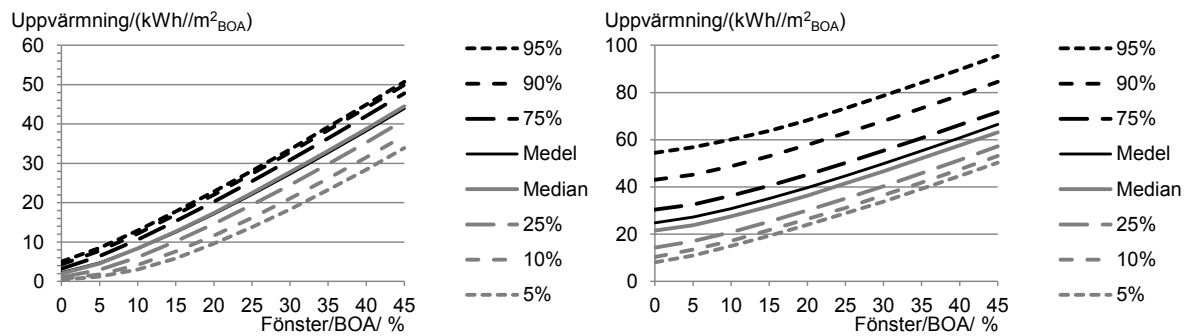 Uppvärmning/(kWh//m²BOA)
60
50
40
30
20
10
0
0 5 10 15 20 25 30 35 40 45
Fönster/BOA/ %
95%
90%
75%
Medel
Median
25%
10%
5%
Uppvärmning/(kWh//m²BOA)
100
80
60
40
20
0
0 5 10 15 20 25 30 35 40 45
Fönster/BOA/ %
95%
90%
75%
Medel
Median
25%
10%
5%